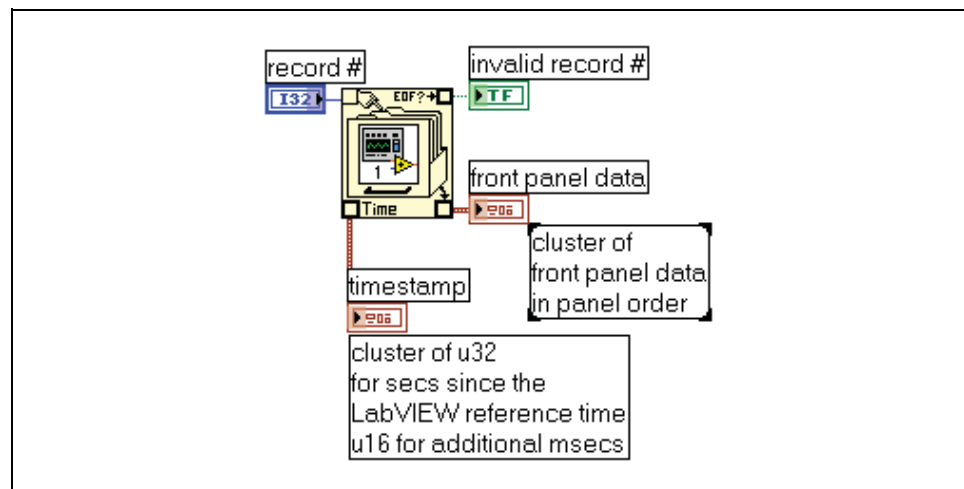 record #
invalid record #
I32
EOF?
TF
1
front panel data
Time
cluster of
front panel data
in panel order
timestamp
cluster of u32
for secs since the
LabVIEW reference time
u16 for additional msecs